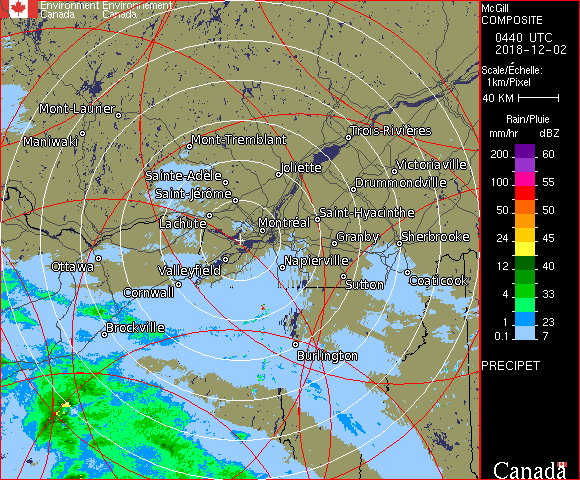 Environment Environnement
Canada Canada
McGill
COMPOSITE
0440 UTC
2018-12-02
Scale/Échelle:
1km/Pixel
40 KM
Rain/Pluie
mm/hr dBZ
200 60
100 55
75 55
50 50
24 45
12 40
4 33
1 23
0.1 7
PRECIPET
Canada
Mont-Laurier
Maniwaki
Mont-Tremblant
Trois-Rivières
Joliette
Victoriaville
Sainte-Adèle
Drummondville
Saint-Jérôme
Lachute
Saint-Hyacinthe
Montréal
Granby
Sherbrooke
Ottawa
Valleyfield
Napierville
Cornwall
Sutton
Coaticook
Brockville
Burlington